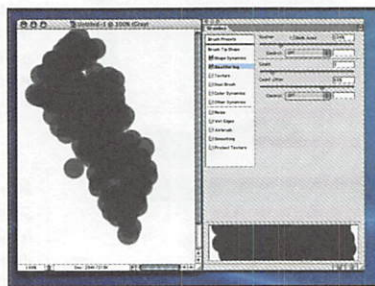 Untitled-1 @ 100% (Gray)
Brushes
Brush Presets
Brush Tip Shape
Shape Dynamics
Scattering
Texture
Dual Brush
Color Dynamics
Other Dynamics
Noise
Wet Edges
Airbrush
Smoothing
Protect Texture
Scatter
Both Axes
Control: Off
Count
Count Jitter
Control: Off
100%